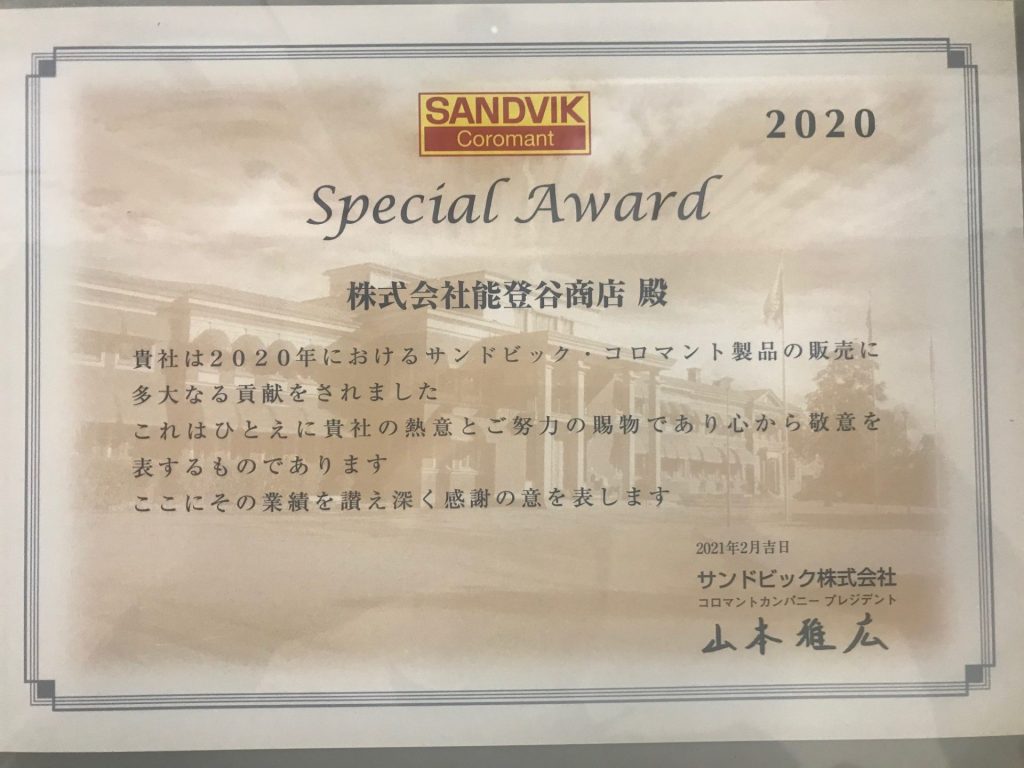 SANDVIK
Coromant
2020
Special Award
株式会社能登谷商店 殿
貴社は2020年におけるサンドビック・コロマント製品の販売に
多大なる貢献をされました
これはひとえに貴社の熱意とご努力の賜物であり心から敬意を
表するものであります
ここにその業績を讃え深く感謝の意を表します
2021年2月吉日
サンドビック株式会社
コロマントカンパニー プレジデント
山本雅広